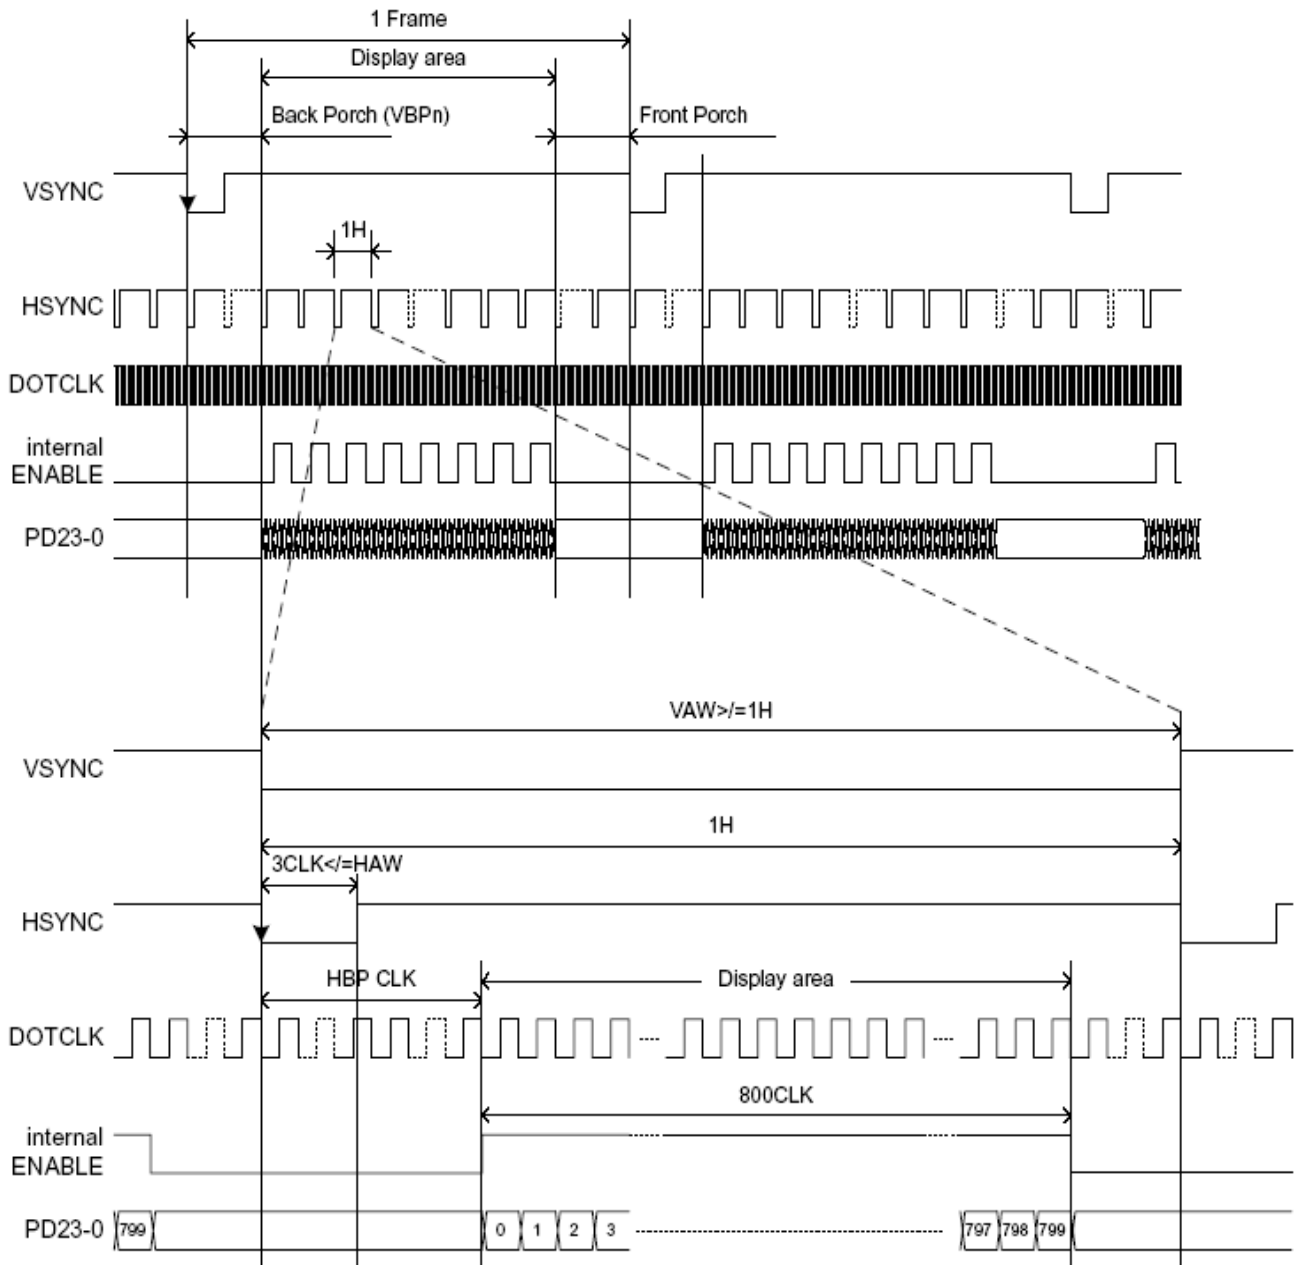 1 Frame
Display area
Back Porch (VBPn)
Front Porch
VSYNC
1H
HSYNC
DOTCLK
internal
ENABLE
PD23-0
VAW>/=1H
VSYNC
1H
3CLK</=HAW
HSYNC
HBP CLK
Display area
DOTCLK
800CLK
internal
ENABLE
PD23-0 799 0 1 2 3 797 798 799